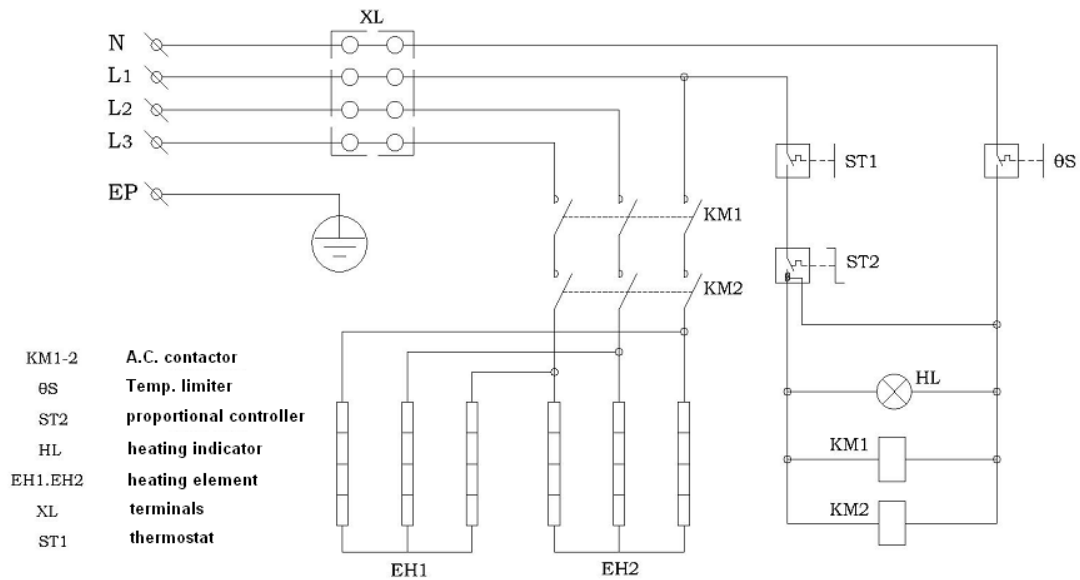 XL
N
L1
L2
L3
EP
ST1
θS
KM1
ST2
KM2
HL
KM1
KM2
EH1
EH2
KM1-2 A.C. contactor
θS Temp. limiter
ST2 proportional controller
HL heating indicator
EH1.EH2 heating element
XL terminals
ST1 thermostat